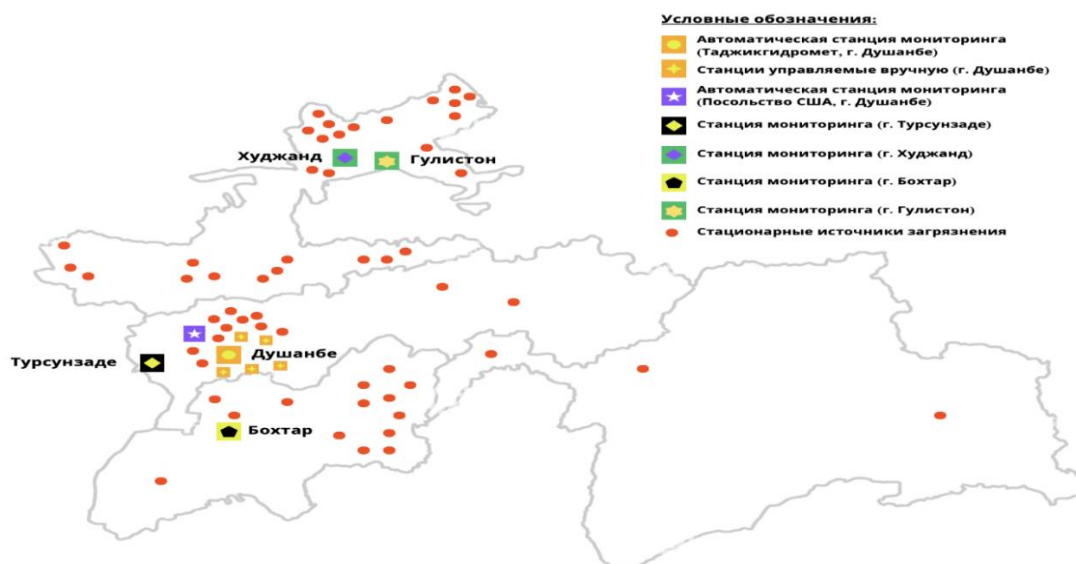 Условные обозначения:
Автоматическая станция мониторинга
(Таджикгидромет, г. Душанбе)
Станции управляемые вручную (г. Душанбе)
Автоматическая станция мониторинга
(Посольство США, г. Душанбе)
Станция мониторинга (г. Турсунзаде)
Станция мониторинга (г. Худжанд)
Станция мониторинга (г. Бохтар)
Станция мониторинга (г. Гулистон)
Стационарные источники загрязнения
Худжанд
Гулистон
Душанбе
Турсунзаде
Бохтар